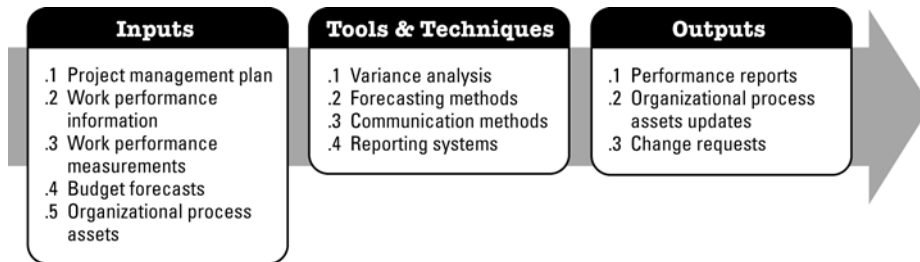 Inputs
.1 Project management plan
.2 Work performance
information
.3 Work performance
measurements
.4 Budget forecasts
.5 Organizational process
assets
Tools & Techniques
.1 Variance analysis
.2 Forecasting methods
.3 Communication methods
.4 Reporting systems
Outputs
.1 Performance reports
.2 Organizational process
assets updates
.3 Change requests